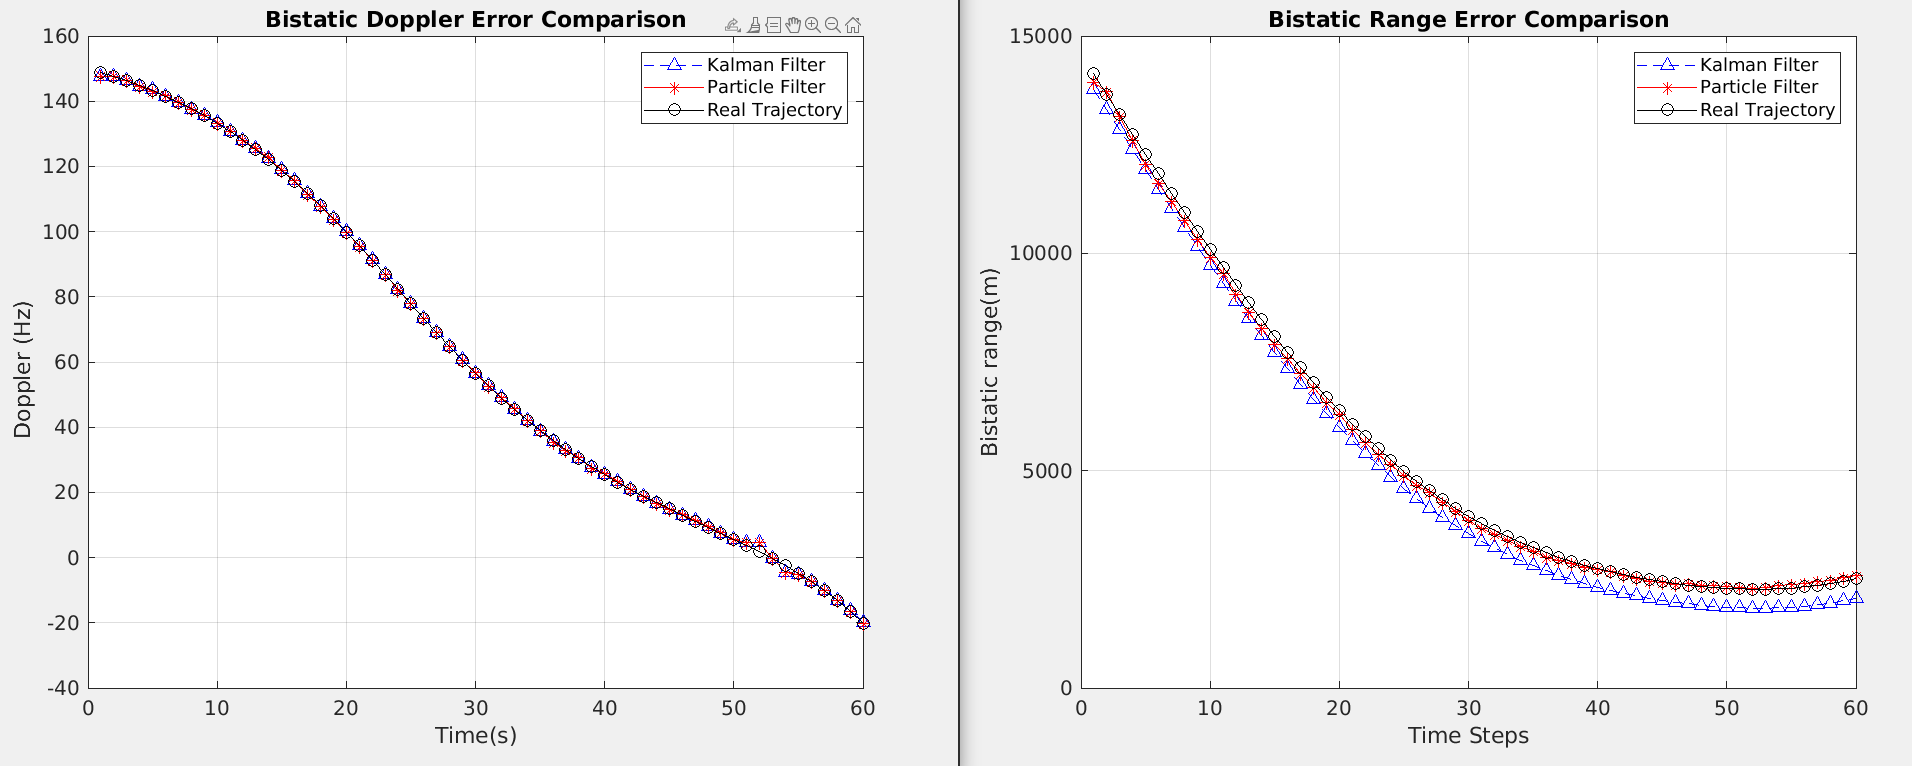 Bistatic Doppler Error Comparison
160
140
120
100
80
60
40
20
0
-20
-40
Doppler (Hz)
Kalman Filter
Particle Filter
Real Trajectory
0 10 20 30 40 50 60
Time(s)
Bistatic Range Error Comparison
15000
10000
5000
0
Bistatic range(m)
Kalman Filter
Particle Filter
Real Trajectory
0 10 20 30 40 50 60
Time Steps